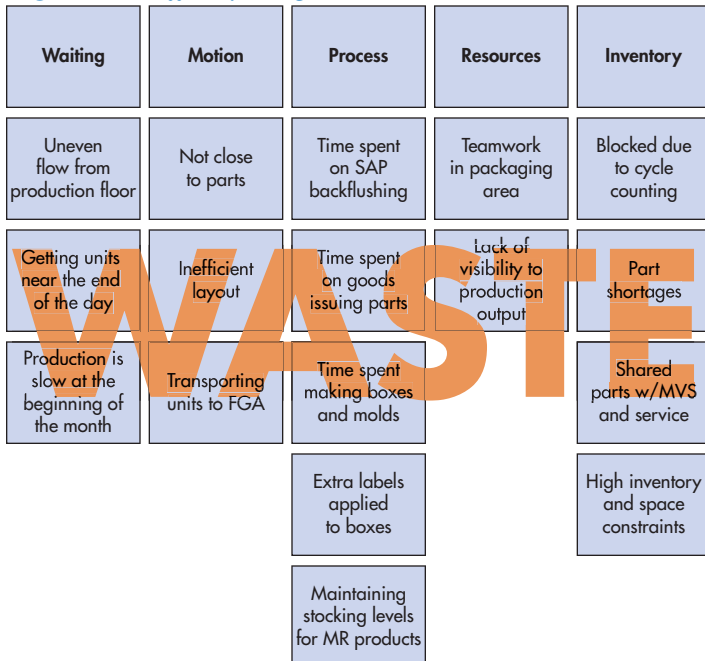 Waiting
Motion
Process
Resources
Inventory
Uneven
flow from
production floor
Not close
to parts
Time spent
on SAP
backflushing
Teamwork
in packaging
area
Blocked due
to cycle
counting
Getting units
near the end
of the day
Inefficient
layout
Time spent
on goods
issuing parts
Lack of
visibility to
production
output
Part
shortages
Production is
slow at the
beginning of
the month
Transporting
units to FGA
Time spent
making boxes
and molds
Shared
parts w/MVS
and service
Extra labels
applied
to boxes
High inventory
and space
constraints
Maintaining
stocking levels
for MR products
WASTE